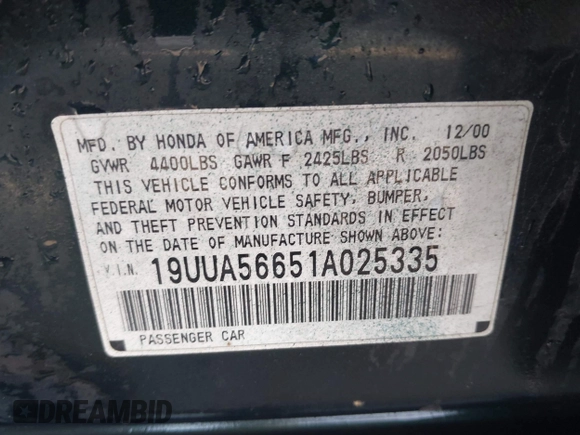 MFD. BY HONDA OF AMERICA MFG., INC. 12/00
GVWR 4400LBS GAWR F 2425LBS R 2050LBS
THIS VEHICLE CONFORMS TO ALL APPLICABLE
FEDERAL MOTOR VEHICLE SAFETY, BUMPER,
AND THEFT PREVENTION STANDARDS IN EFFECT
ON THE DATE OF MANUFACTURE SHOWN ABOVE.
V.I.N. 19UUA56651A025335
PASSENGER CAR
DREAMBID